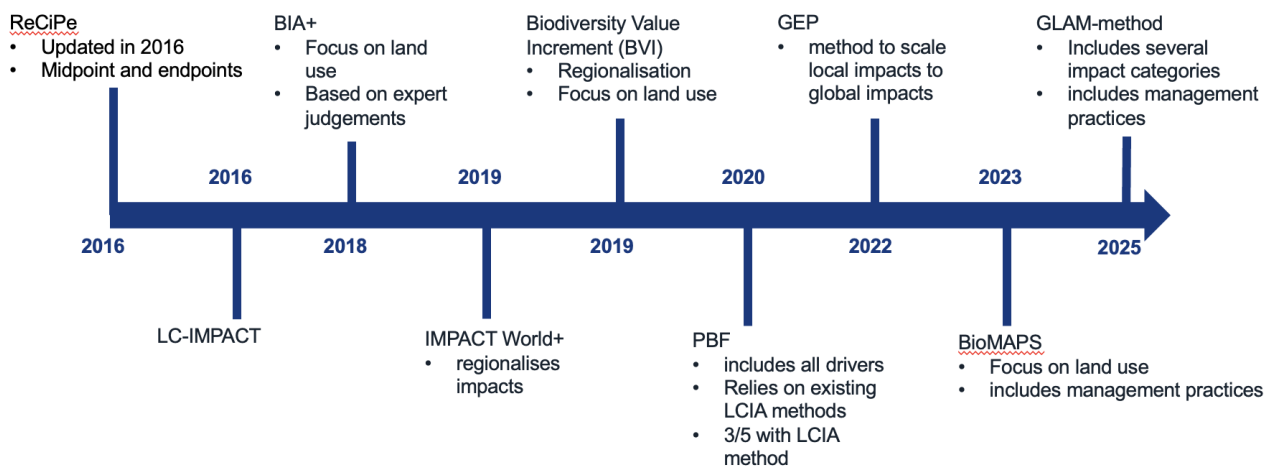 ReCiPe
• Updated in 2016
• Midpoint and endpoints
BIA+
• Focus on land
use
• Based on expert
judgements
Biodiversity Value
Increment (BVI)
• Regionalisation
• Focus on land use
GEP
• method to scale
local impacts to
global impacts
GLAM-method
• Includes several
impact categories
• includes management
practices
2016
2019
2020
2023
2016
2018
2019
2022
2025
LC-IMPACT
IMPACT World+
• regionalises
impacts
PBF
• includes all drivers
• Relies on existing
LCIA methods
• 3/5 with LCIA
method
BioMAPS
• Focus on land use
• includes management practices